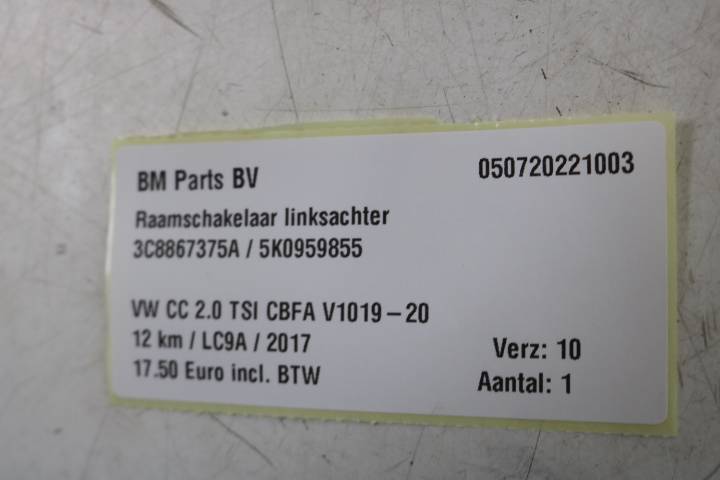 BM Parts BV 050720221003
Raamschakelaar linksachter
3C8867375A / 5K0959855
VW CC 2.0 TSI CBFA V1019-20
12 km / LC9A / 2017 Verz: 10
17.50 Euro incl. BTW Aantal: 1